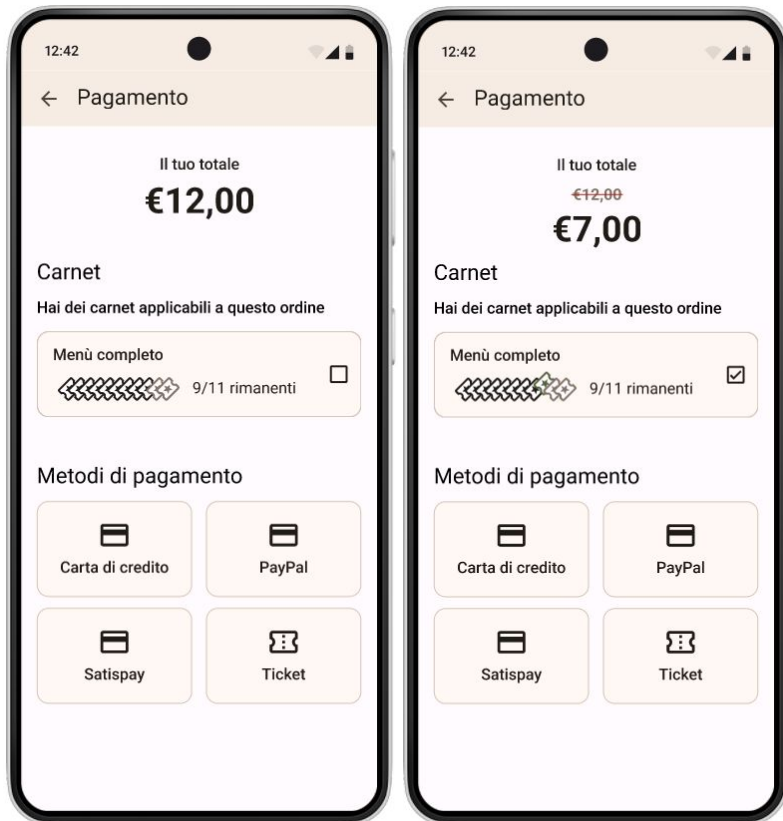 12:42
Pagamento
Il tuo totale
€12,00
Carnet
Hai dei carnet applicabili a questo ordine
Menù completo
9/11 rimanenti
Metodi di pagamento
Carta di credito
PayPal
Satispay
Ticket
12:42
Pagamento
Il tuo totale
€12,00
€7,00
Carnet
Hai dei carnet applicabili a questo ordine
Menù completo
9/11 rimanenti
Metodi di pagamento
Carta di credito
PayPal
Satispay
Ticket